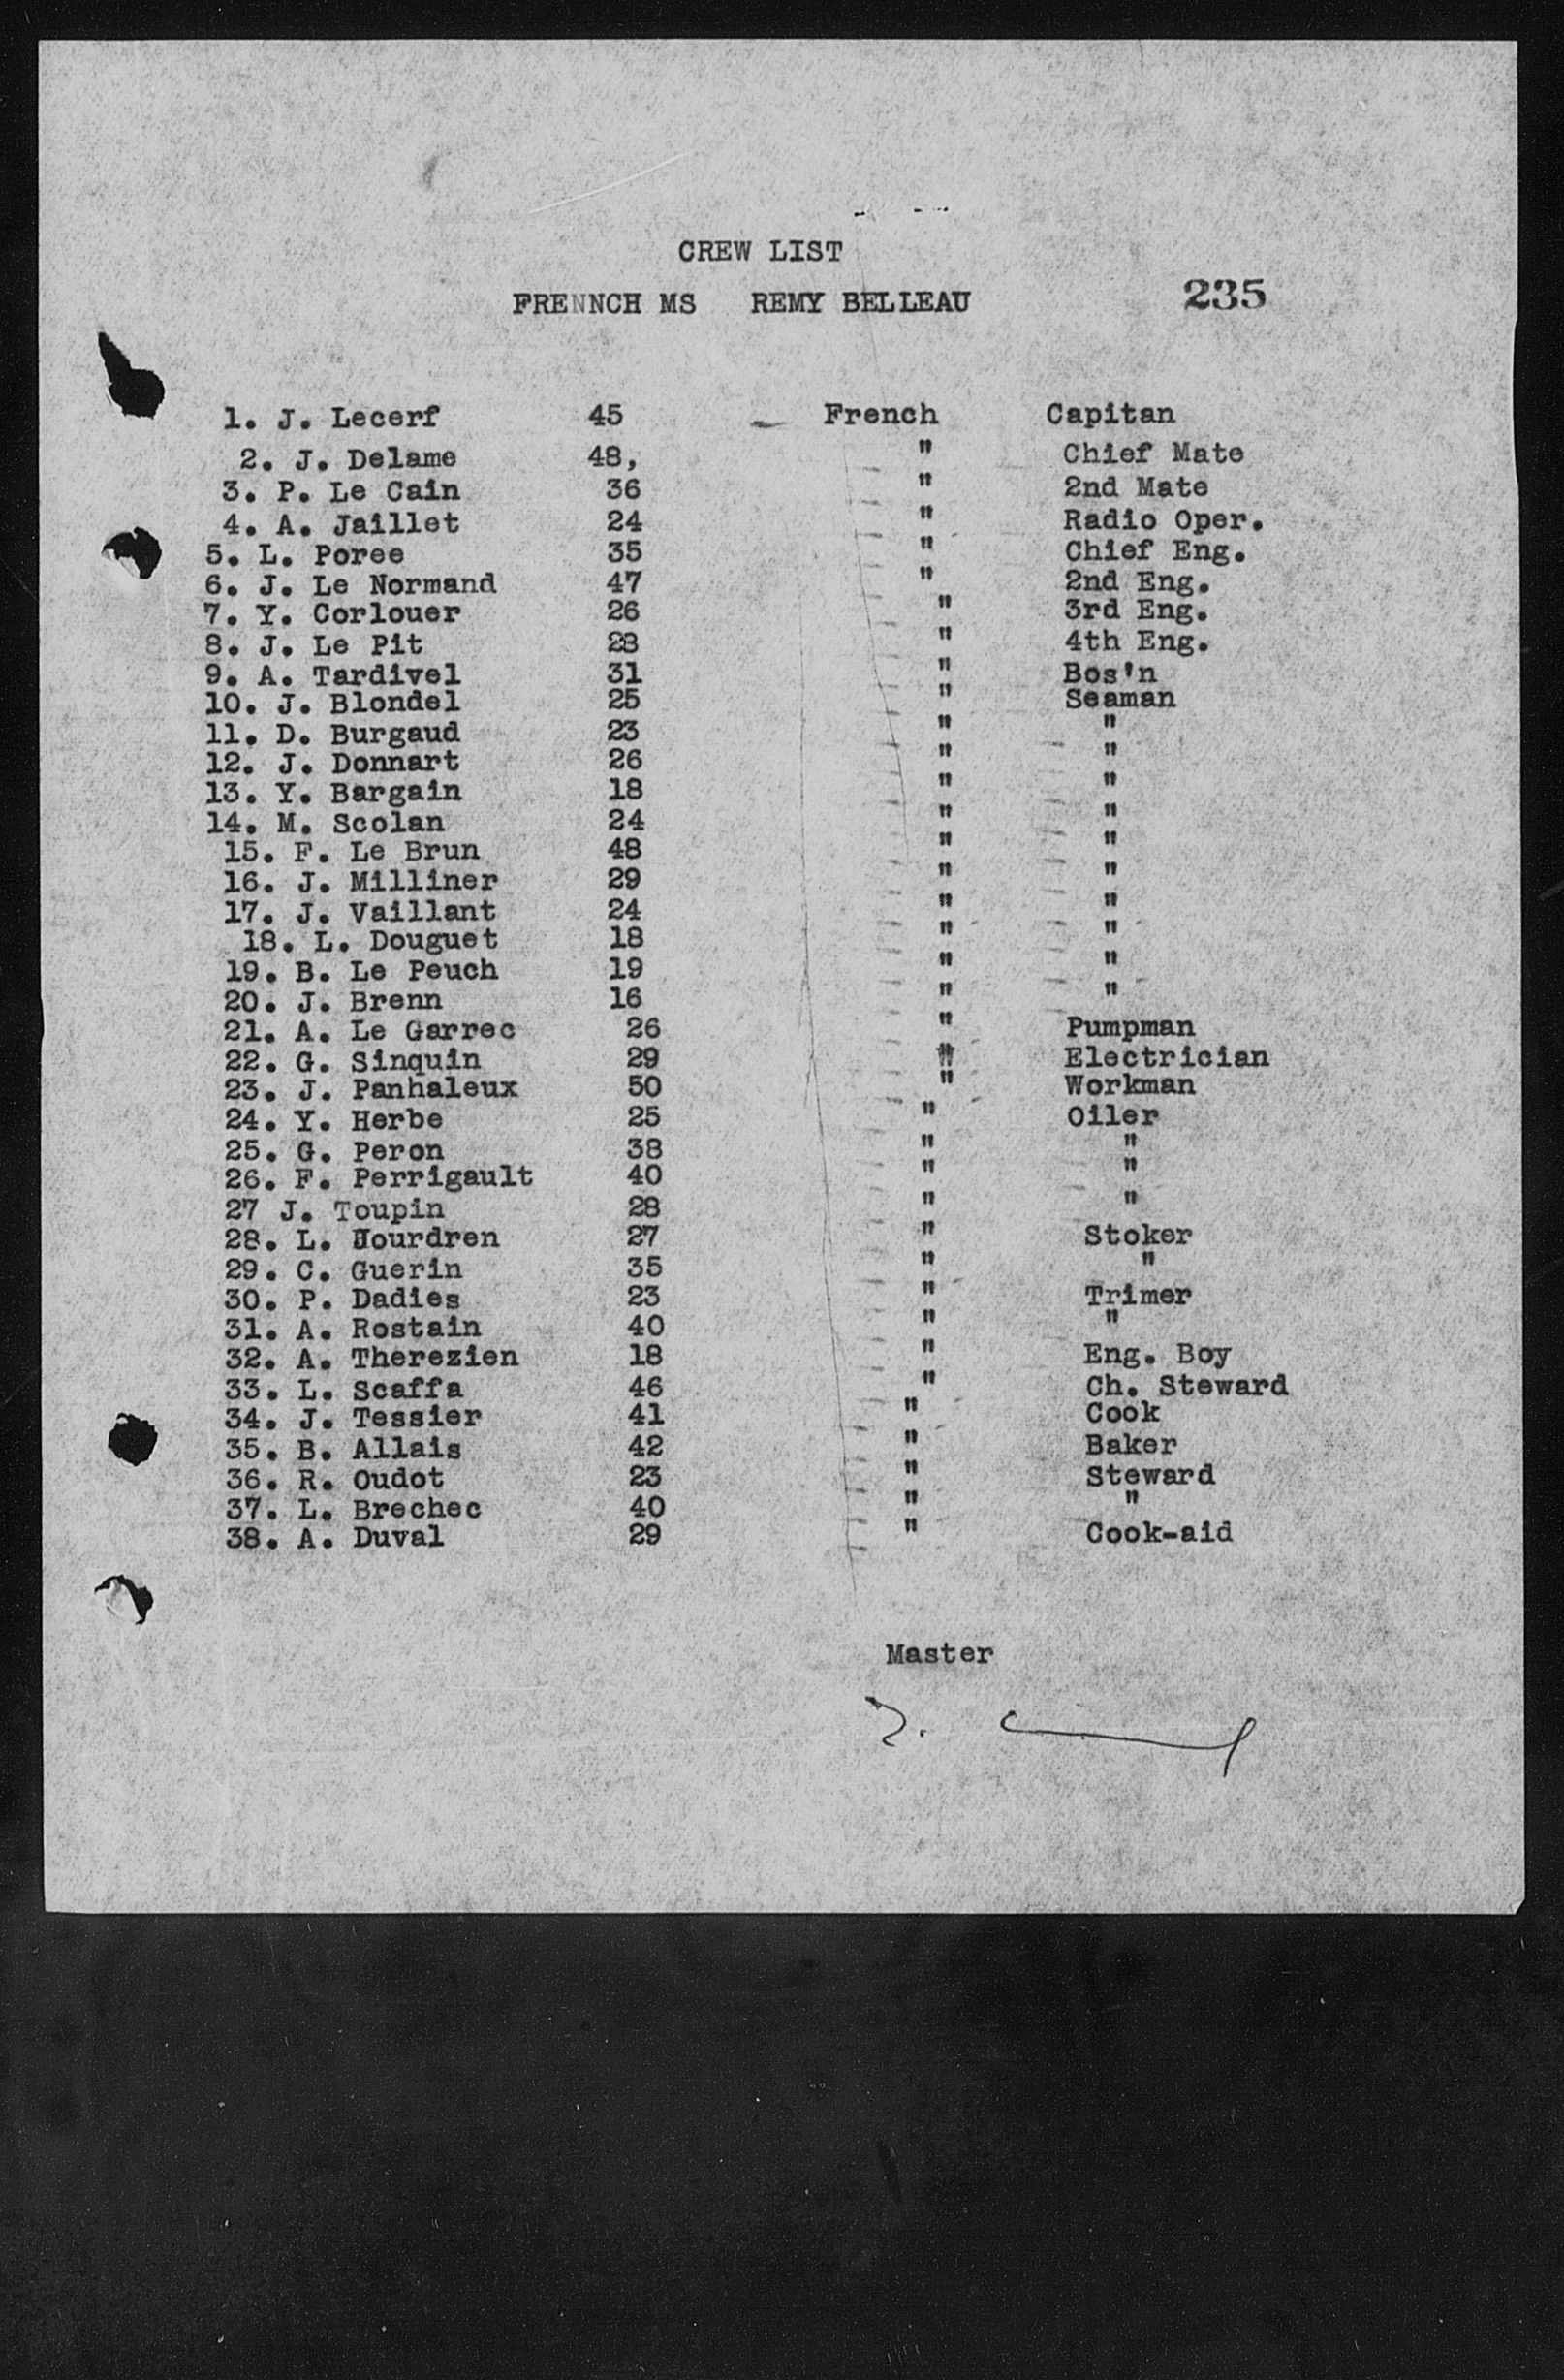 CREW LIST
FRENNCH MS REMY BELLEAU 235
1. J. Lecerf 45 French Capitan
2. J. Delame 48, " Chief Mate
3. P. Le Cain 36 " 2nd Mate
4. A. Jaillet 24 " Radio Oper.
5. L. Poree 35 " Chief Eng.
6. J. Le Normand 47 " 2nd Eng.
7. Y. Corlouer 26 " 3rd Eng.
8. J. Le Pit 28 " 4th Eng.
9. A. Tardivel 31 " Bos'n
10. J. Blondel 25 " Seaman
11. D. Burgaud 23 " "
12. J. Donnart 26 " "
13. Y. Bargain 18 " "
14. M. Scolan 24 " "
15. F. Le Brun 48 " "
16. J. Milliner 29 " "
17. J. Vaillant 24 " "
18. L. Douguet 18 " "
19. B. Le Peuch 19 " "
20. J. Brenn 16 " "
21. A. Le Garrec 26 " Pumpman
22. G. Sinquin 29 " Electrician
23. J. Panhaleux 50 " Workman
24. Y. Herbe 25 " Oiler
25. G. Peron 38 " "
26. F. Perrigault 40 " "
27 J. Toupin 28 " "
28. L. Jourdren 27 " Stoker
29. C. Guerin 35 " "
30. P. Dadies 23 " Trimer
31. A. Rostain 40 " "
32. A. Therezien 18 " Eng. Boy
33. L. Scaffa 46 " Ch. Steward
34. J. Tessier 41 " Cook
35. B. Allais 42 " Baker
36. R. Oudot 23 " Steward
37. L. Brechec 40 " "
38. A. Duval 29 " Cook-aid
Master